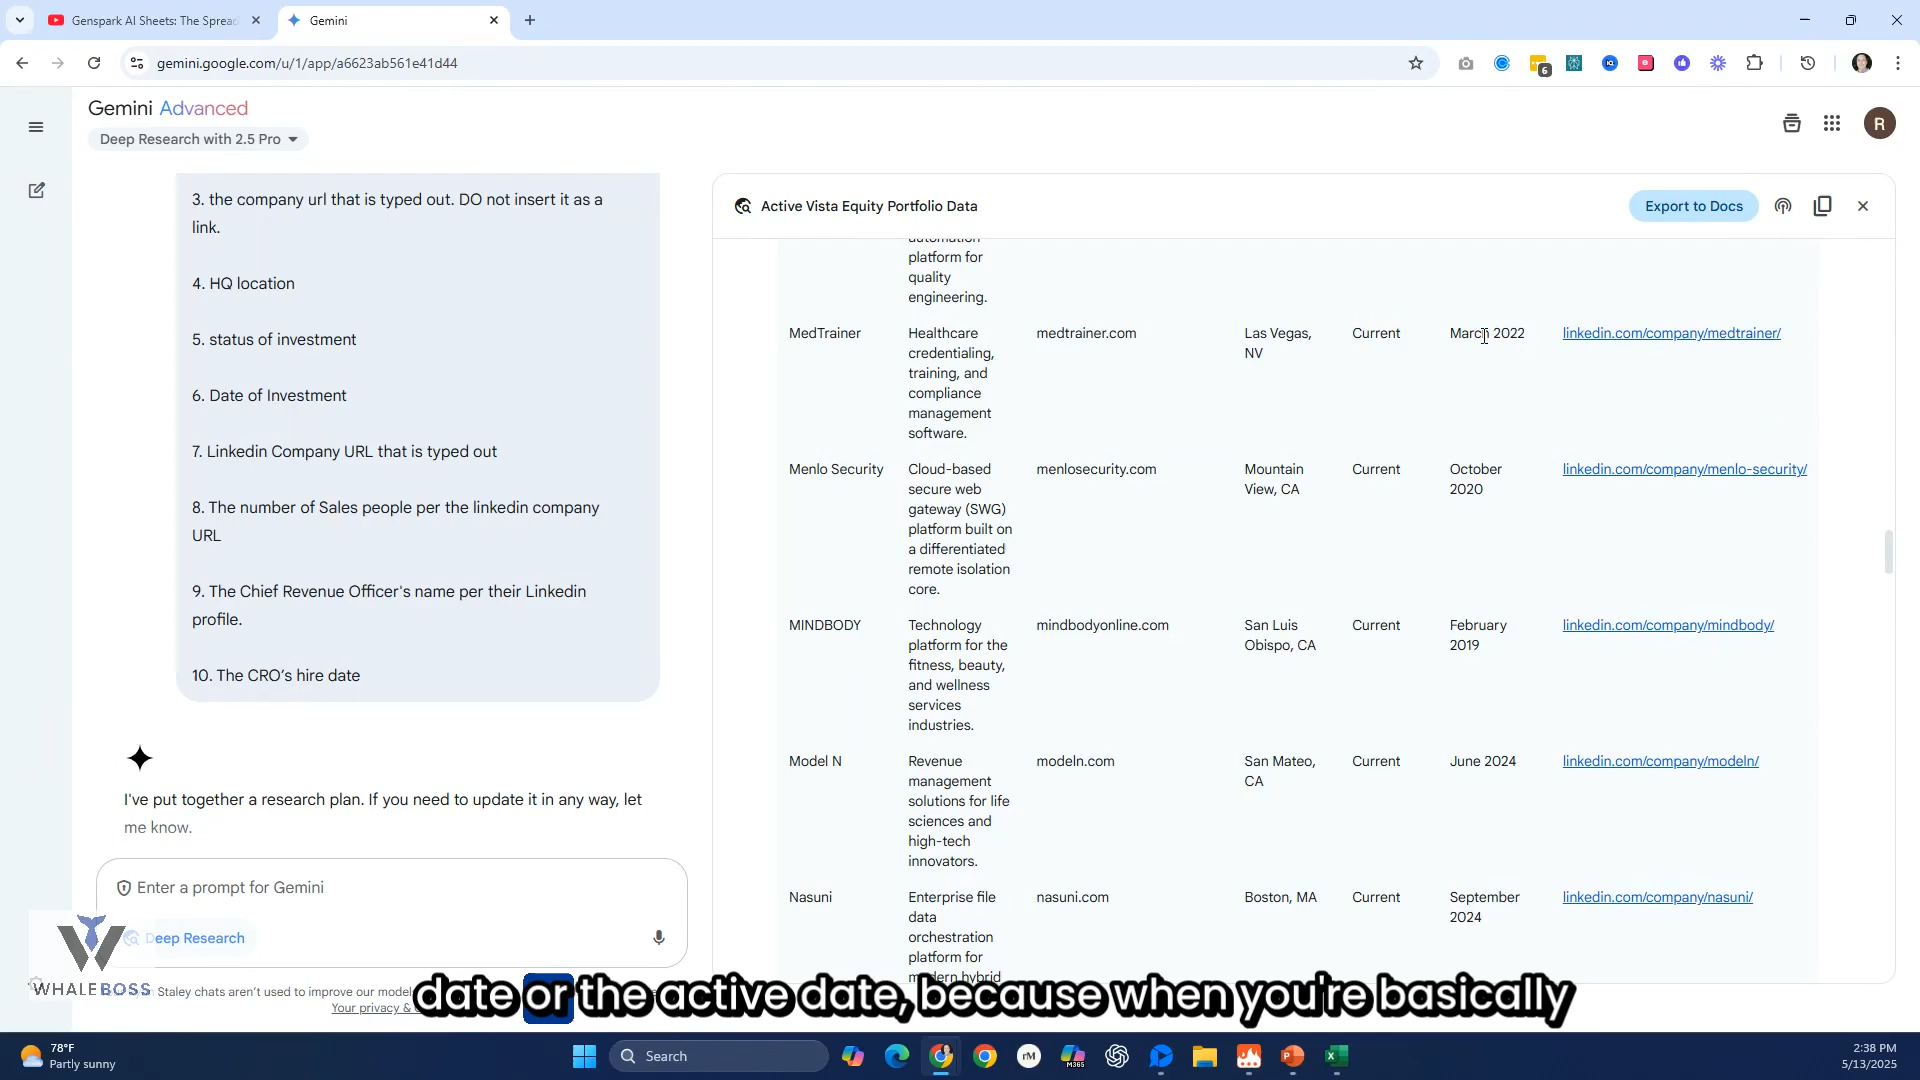 Genspark AI Sheets: The Spread
Gemini
gemini.google.com/u/1/app/a6623ab561e41d44
6
Gemini Advanced
Deep Research with 2.5 Pro
R
3. the company url that is typed out. DO not insert it as a
link.
4. HQ location
5. status of investment
6. Date of Investment
7. Linkedin Company URL that is typed out
8. The number of Sales people per the linkedin company
URL
9. The Chief Revenue Officer's name per their Linkedin
profile.
10. The CRO's hire date
I've put together a research plan. If you need to update it in any way, let
me know.
Enter a prompt for Gemini
Deep Research
Staley chats aren't used to improve our model
Your privacy &
Active Vista Equity Portfolio Data
Export to Docs
automation
platform for
quality
engineering.
MedTrainer
Healthcare
credentialing,
training, and
compliance
management
software.
medtrainer.com
Las Vegas,
NV
Current
March 2022
linkedin.com/company/medtrainer/
Menlo Security
Cloud-based
secure web
gateway (SWG)
platform built on
a differentiated
remote isolation
core.
menlosecurity.com
Mountain
View, CA
Current
October
2020
linkedin.com/company/menlo-security/
MINDBODY
Technology
platform for the
fitness, beauty,
and wellness
services
industries.
mindbodyonline.com
San Luis
Obispo, CA
Current
February
2019
linkedin.com/company/mindbody/
Model N
Revenue
management
solutions for life
sciences and
high-tech
innovators.
modeln.com
San Mateo,
CA
Current
June 2024
linkedin.com/company/modeln/
Nasuni
Enterprise file
data
orchestration
platform for
modern hybrid
nasuni.com
Boston, MA
Current
September
2024
linkedin.com/company/nasuni/
WHALEBOSS
date or the active date, because when you're basically
78°F
Partly sunny
Search
rM
M365
2:38 PM
5/13/2025